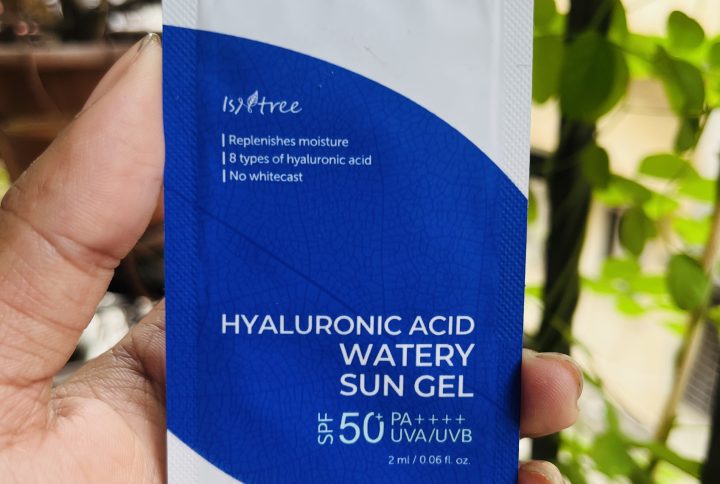 Isntree
Replenishes moisture
8 types of hyaluronic acid
No whitecast
HYALURONIC ACID
WATERY
SUN GEL
SPF 50+ PA++++
UVA/UVB
2 ml / 0.06 fl. oz.